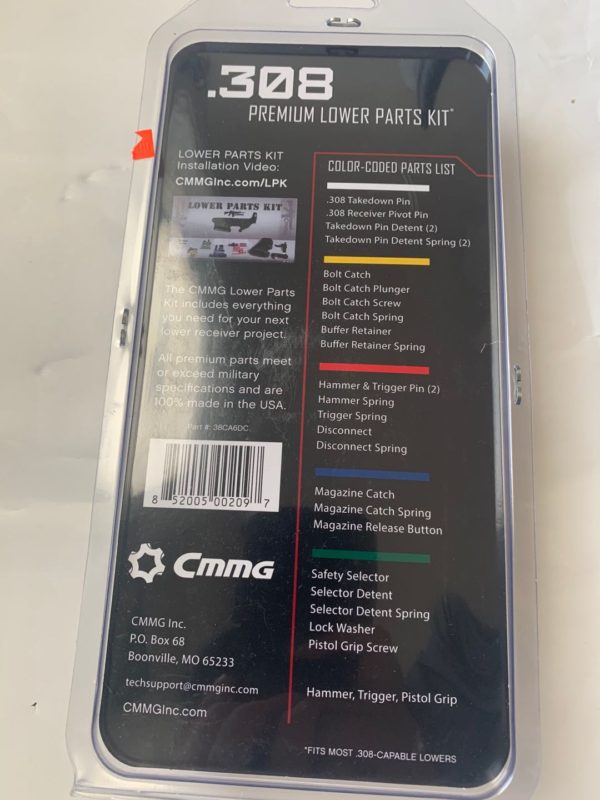 .308
PREMIUM LOWER PARTS KIT*
LOWER PARTS KIT
Installation Video:
CMMGInc.com/LPK
LOWER PARTS KIT
The CMMG Lower Parts
Kit includes everything
you need for your next
lower receiver project.
All premium parts meet
or exceed military
specifications and are
100% made in the USA.
Part #: 38CA6DC
8 52005 00209 7
CMMG
CMMG Inc.
P.O. Box 68
Boonville, MO 65233
techsupport@cmmginc.com
CMMGInc.com
COLOR-CODED PARTS LIST
.308 Takedown Pin
.308 Receiver Pivot Pin
Takedown Pin Detent (2)
Takedown Pin Detent Spring (2)
Bolt Catch
Bolt Catch Plunger
Bolt Catch Screw
Bolt Catch Spring
Buffer Retainer
Buffer Retainer Spring
Hammer & Trigger Pin (2)
Hammer Spring
Trigger Spring
Disconnect
Disconnect Spring
Magazine Catch
Magazine Catch Spring
Magazine Release Button
Safety Selector
Selector Detent
Selector Detent Spring
Lock Washer
Pistol Grip Screw
Hammer, Trigger, Pistol Grip
*FITS MOST .308-CAPABLE LOWERS